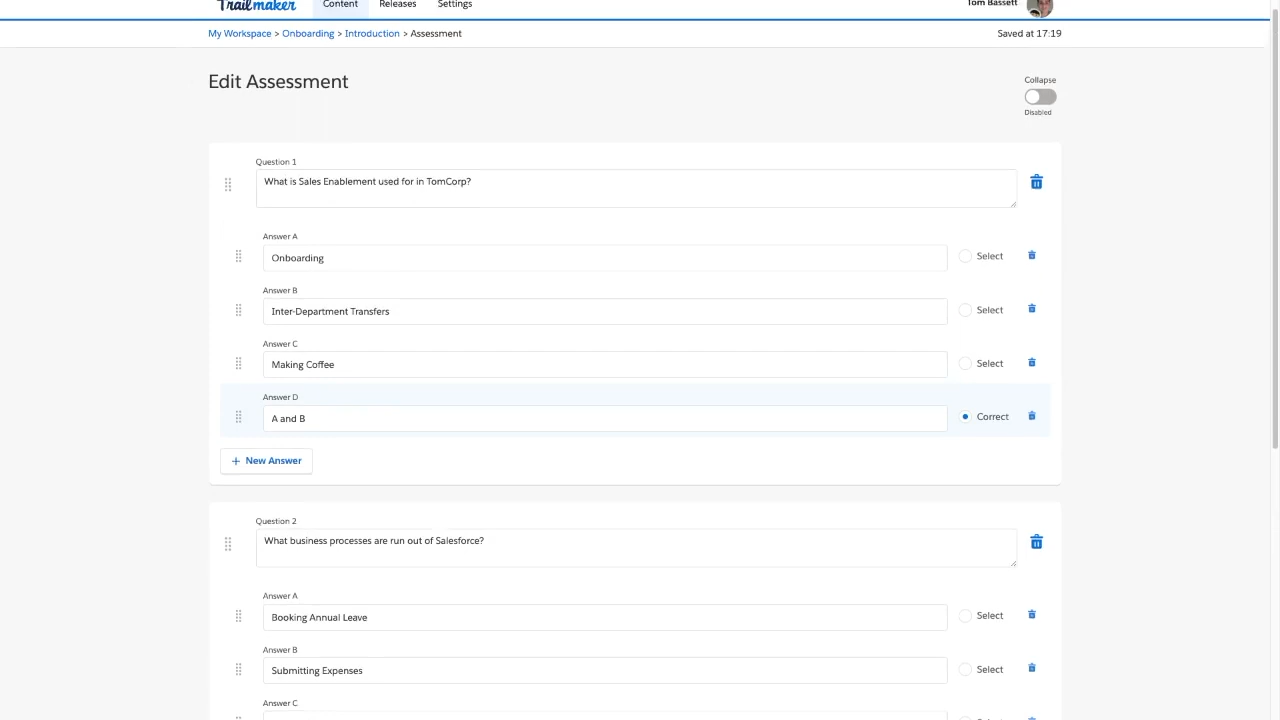 Trailmaker Content Releases Settings Tom Bassett
My Workspace > Onboarding > Introduction > Assessment Saved at 17:19
Edit Assessment
Collapse
Disabled
Question 1
What is Sales Enablement used for in TomCorp?
Answer A
Onboarding Select
Answer B
Inter-Department Transfers Select
Answer C
Making Coffee Select
Answer D
A and B Correct
+ New Answer
Question 2
What business processes are run out of Salesforce?
Answer A
Booking Annual Leave Select
Answer B
Submitting Expenses Select
Answer C